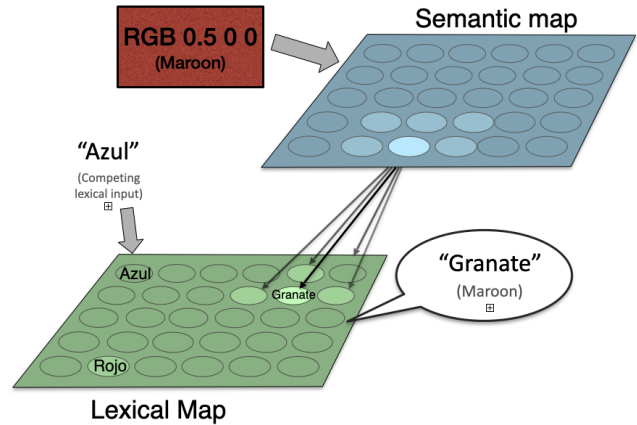 RGB 0.5 0 0
(Maroon)
Semantic map
“Azul”
(Competing
lexical input)
Azul
Granate
“Granate”
(Maroon)
Rojo
Lexical Map